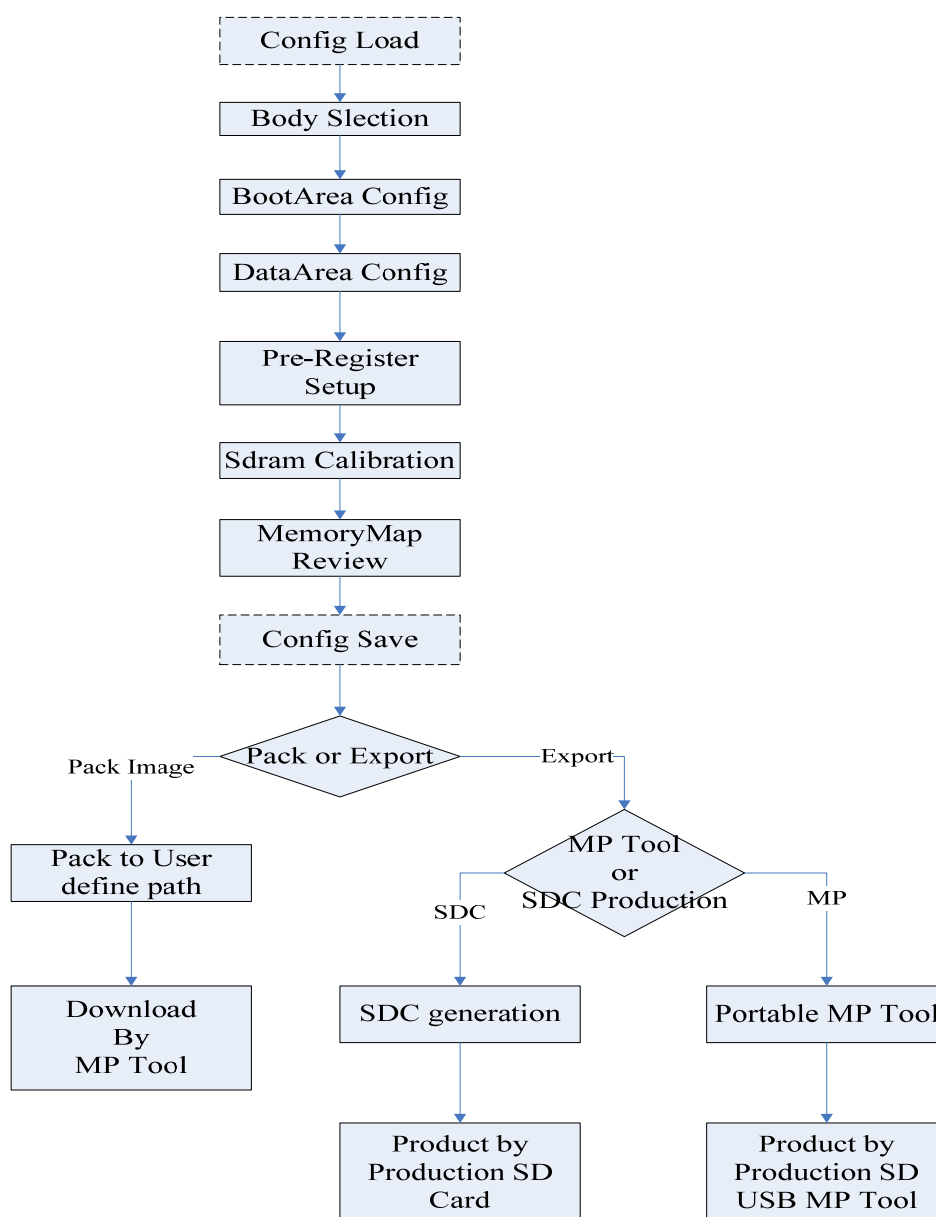 Config Load
Body Slection
BootArea Config
DataArea Config
Pre-Register
Setup
Sdram Calibration
MemoryMap
Review
Config Save
Pack or Export
Pack Image
Export
Pack to User
define path
MP Tool
or
SDC Production
SDC
MP
Download
By
MP Tool
SDC generation
Portable MP Tool
Product by
Production SD
Card
Product by
Production SD
USB MP Tool